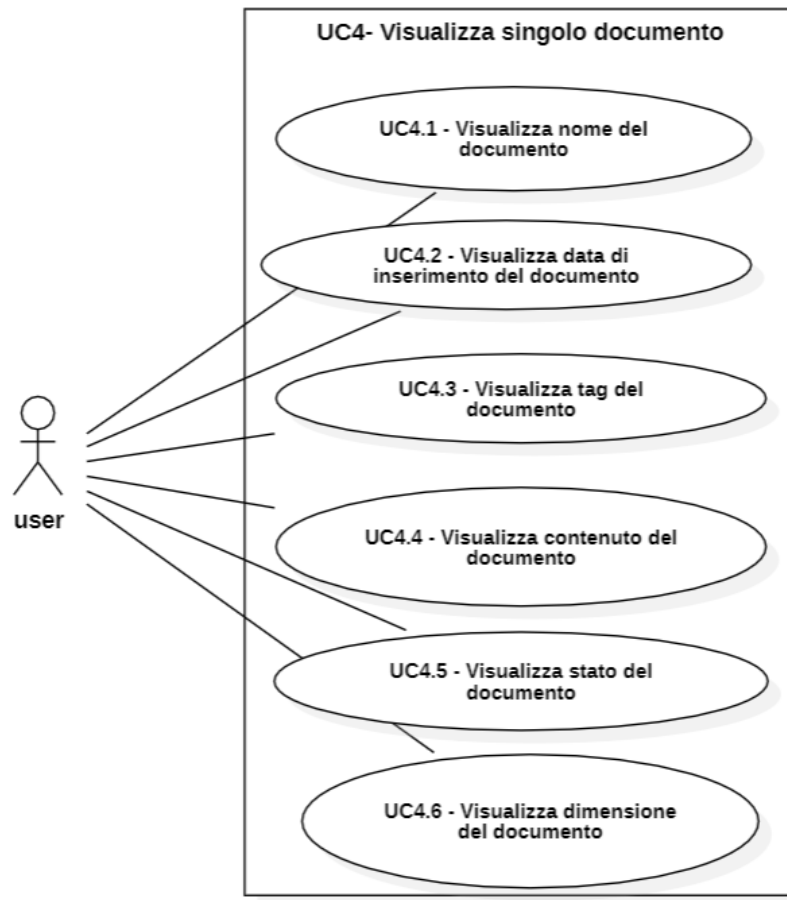 UC4- Visualizza singolo documento
UC4.1 - Visualizza nome del
documento
UC4.2 - Visualizza data di
inserimento del documento
UC4.3 - Visualizza tag del
documento
user
UC4.4 - Visualizza contenuto del
documento
UC4.5 - Visualizza stato del
documento
UC4.6 - Visualizza dimensione
del documento